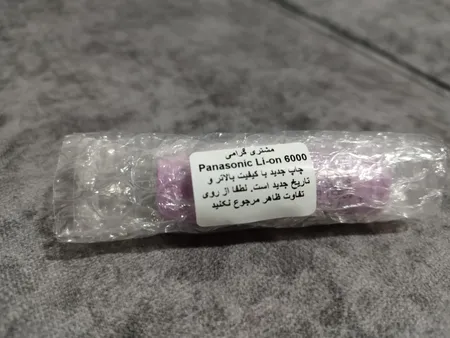 مشتری گرامی
Panasonic Li-on 6000
چاپ جدید با کیفیت بالاتر و
تاریخ جدید است. لطفا از روی
تفاوت ظاهر مرجوع نکنید